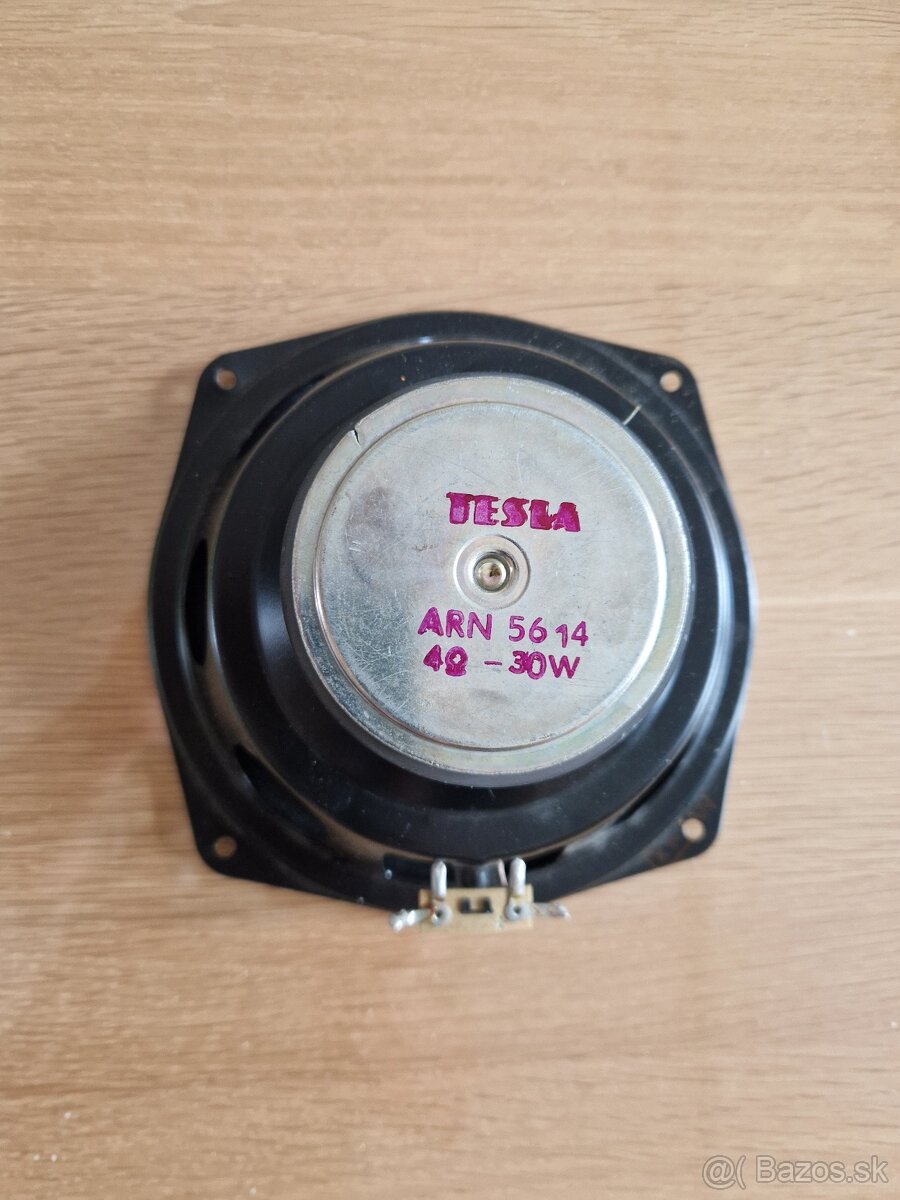 TESLA
ARN 5614
4Ω - 30W
@( Bazos.sk